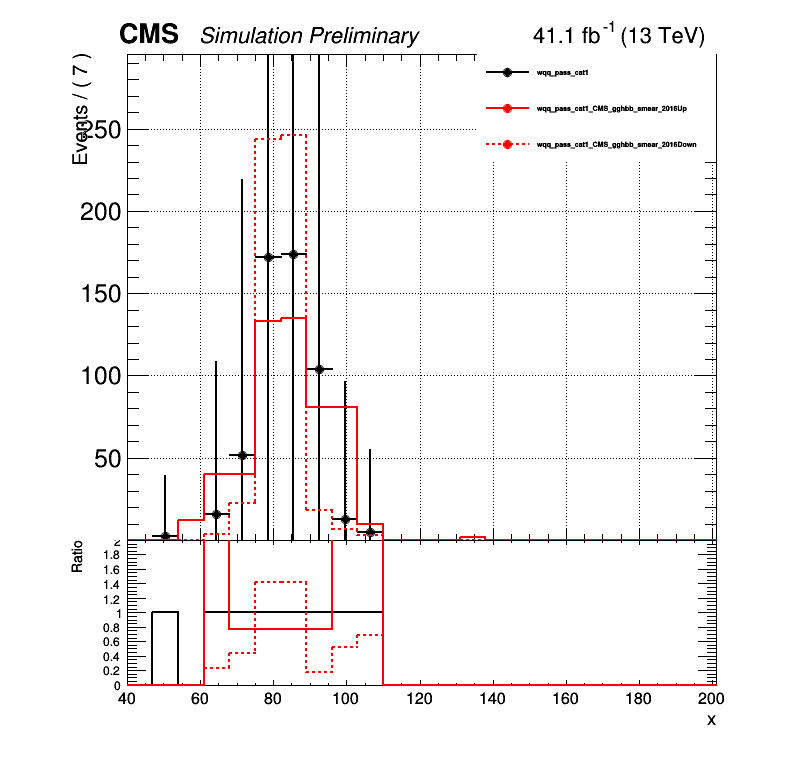 CMS Simulation Preliminary 41.1 fb-1 (13 TeV)
Events / ( 7 )
wqq_pass_cat1
wqq_pass_cat1_CMS_gghbb_smear_2016Up
wqq_pass_cat1_CMS_gghbb_smear_2016Down
250
200
150
100
50
Ratio
2
1.8
1.6
1.4
1.2
1
0.8
0.6
0.4
0.2
0
40 60 80 100 120 140 160 180 200
x